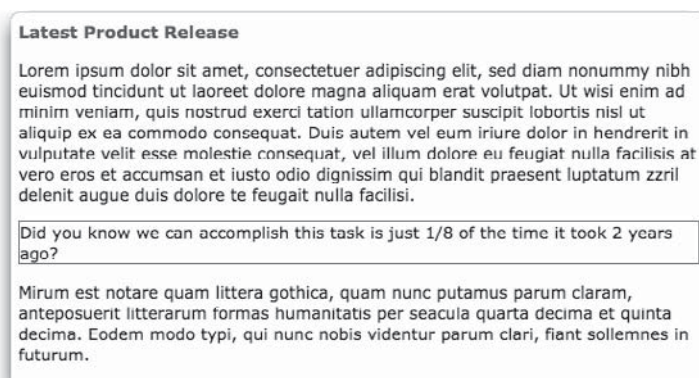 Latest Product Release
Lorem ipsum dolor sit amet, consectetuer adipiscing elit, sed diam nonummy nibh
euismod tincidunt ut laoreet dolore magna aliquam erat volutpat. Ut wisi enim ad
minim veniam, quis nostrud exerci tation ullamcorper suscipit lobortis nisl ut
aliquip ex ea commodo consequat. Duis autem vel eum iriure dolor in hendrerit in
vulputate velit esse molestie consequat, vel illum dolore eu feugiat nulla facilisis at
vero eros et accumsan et iusto odio dignissim qui blandit praesent luptatum zzril
delenit augue duis dolore te feugait nulla facilisi.
Did you know we can accomplish this task is just 1/8 of the time it took 2 years
ago?
Mirum est notare quam littera gothica, quam nunc putamus parum claram,
anteposuerit litterarum formas humanitatis per seacula quarta decima et quinta
decima. Eodem modo typi, qui nunc nobis videntur parum clari, fiant sollemnes in
futurum.